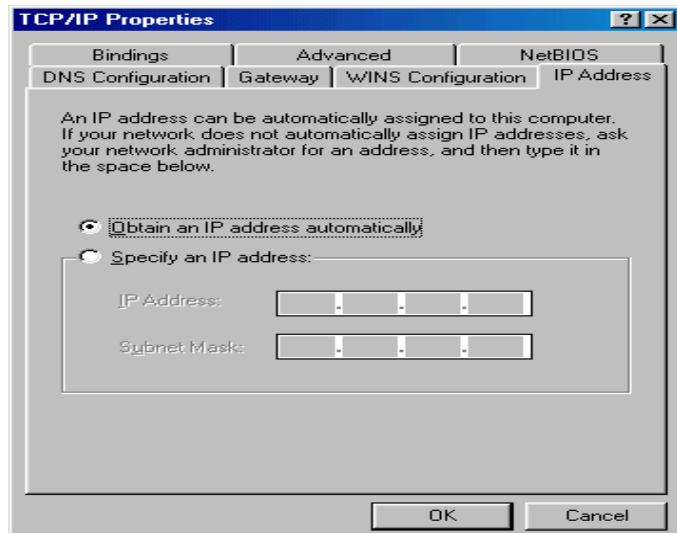 TCP/IP Properties
Bindings Advanced NetBIOS
DNS Configuration Gateway WINS Configuration IP Address
An IP address can be automatically assigned to this computer.
If your network does not automatically assign IP addresses, ask
your network administrator for an address, and then type it in
the space below.
Obtain an IP address automatically
Specify an IP address:
IP Address:
Subnet Mask:
OK Cancel